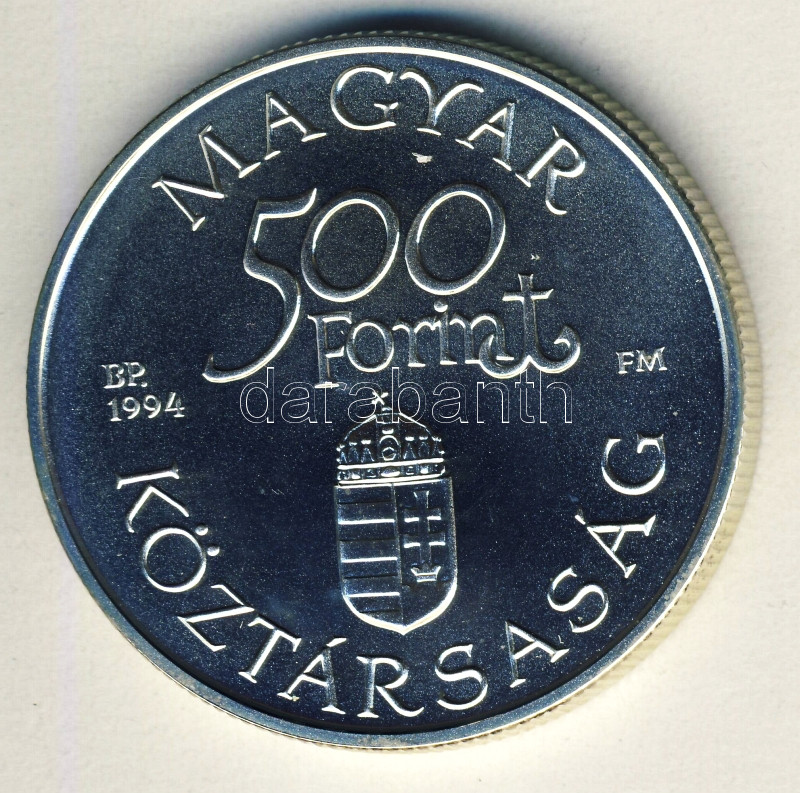 MAGYAR
500
Forint
BP.
1994
FM
darabanth
KÖZTÁRSASÁG